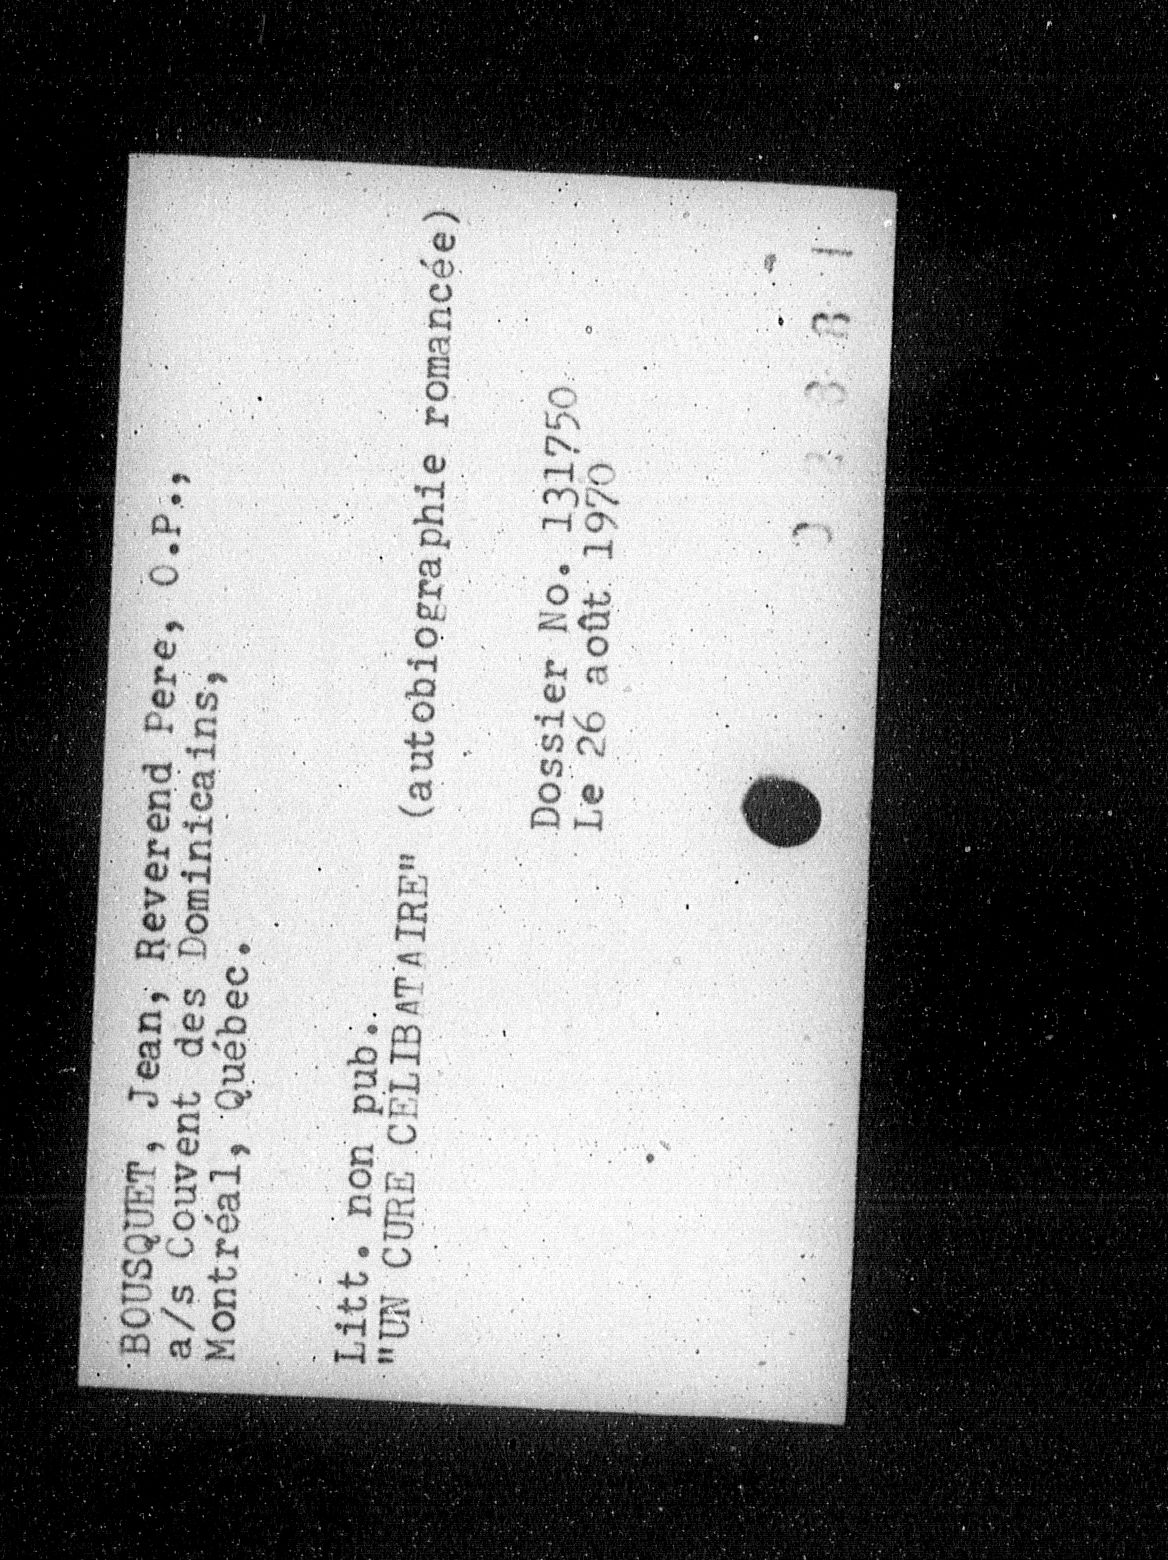 BOUSQUET, Jean, Reverend Pere, O.P.,
a/s Couvent des Dominicains,
Montréal, Québec.
Litt. non pub.
"UN CURE CELIBATAIRE" (autobiographie romancée)
Dossier No. 131750
Le 26 août 1970